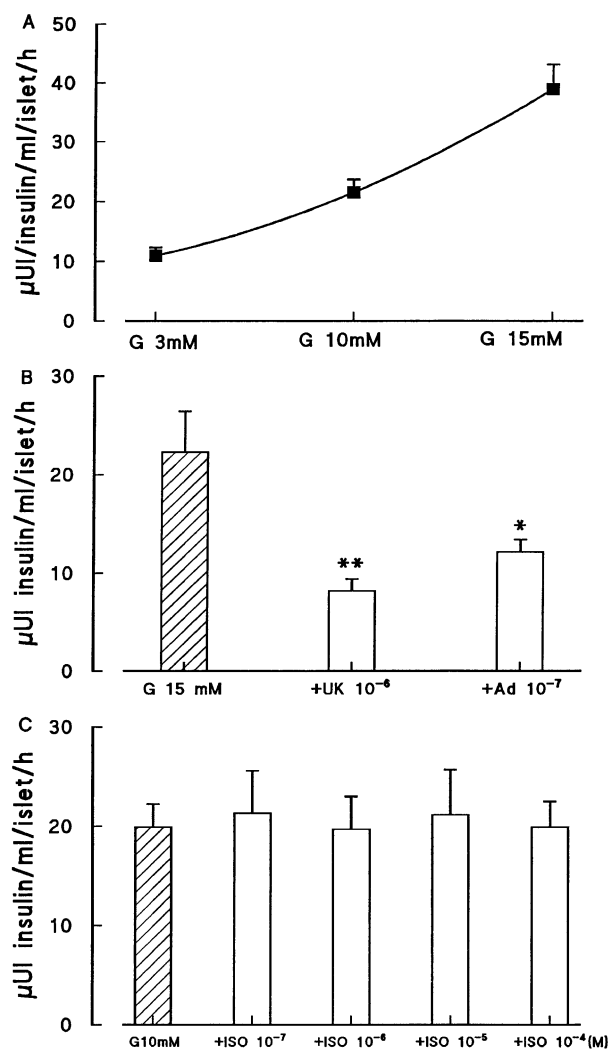 A
50
40
30
20
10
0
µUI/insulin/ml/islet/h
G 3mM G 10mM G 15mM
B
30
20
10
0
µUI insulin/ml/islet/h
**
*
G 15 mM +UK 10⁻⁶ +Ad 10⁻⁷
C
30
20
10
0
µUI insulin/ml/islet/h
G10mM +ISO 10⁻⁷ +ISO 10⁻⁶ +ISO 10⁻⁵ +ISO 10⁻⁴ (M)